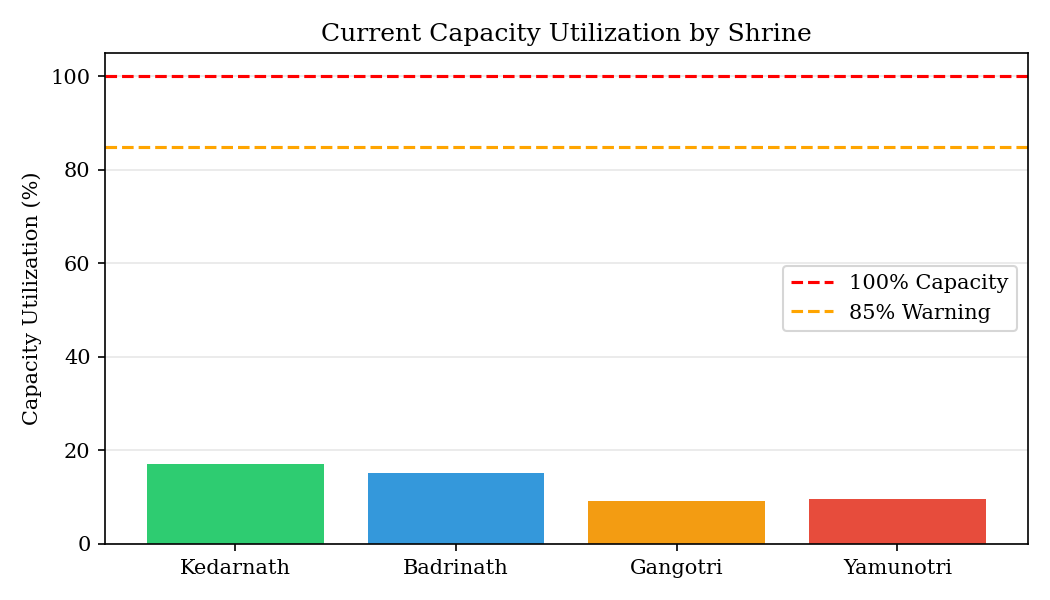 Current Capacity Utilization by Shrine
Capacity Utilization (%)
100
80
60
40
20
0
100% Capacity
85% Warning
Kedarnath
Badrinath
Gangotri
Yamunotri